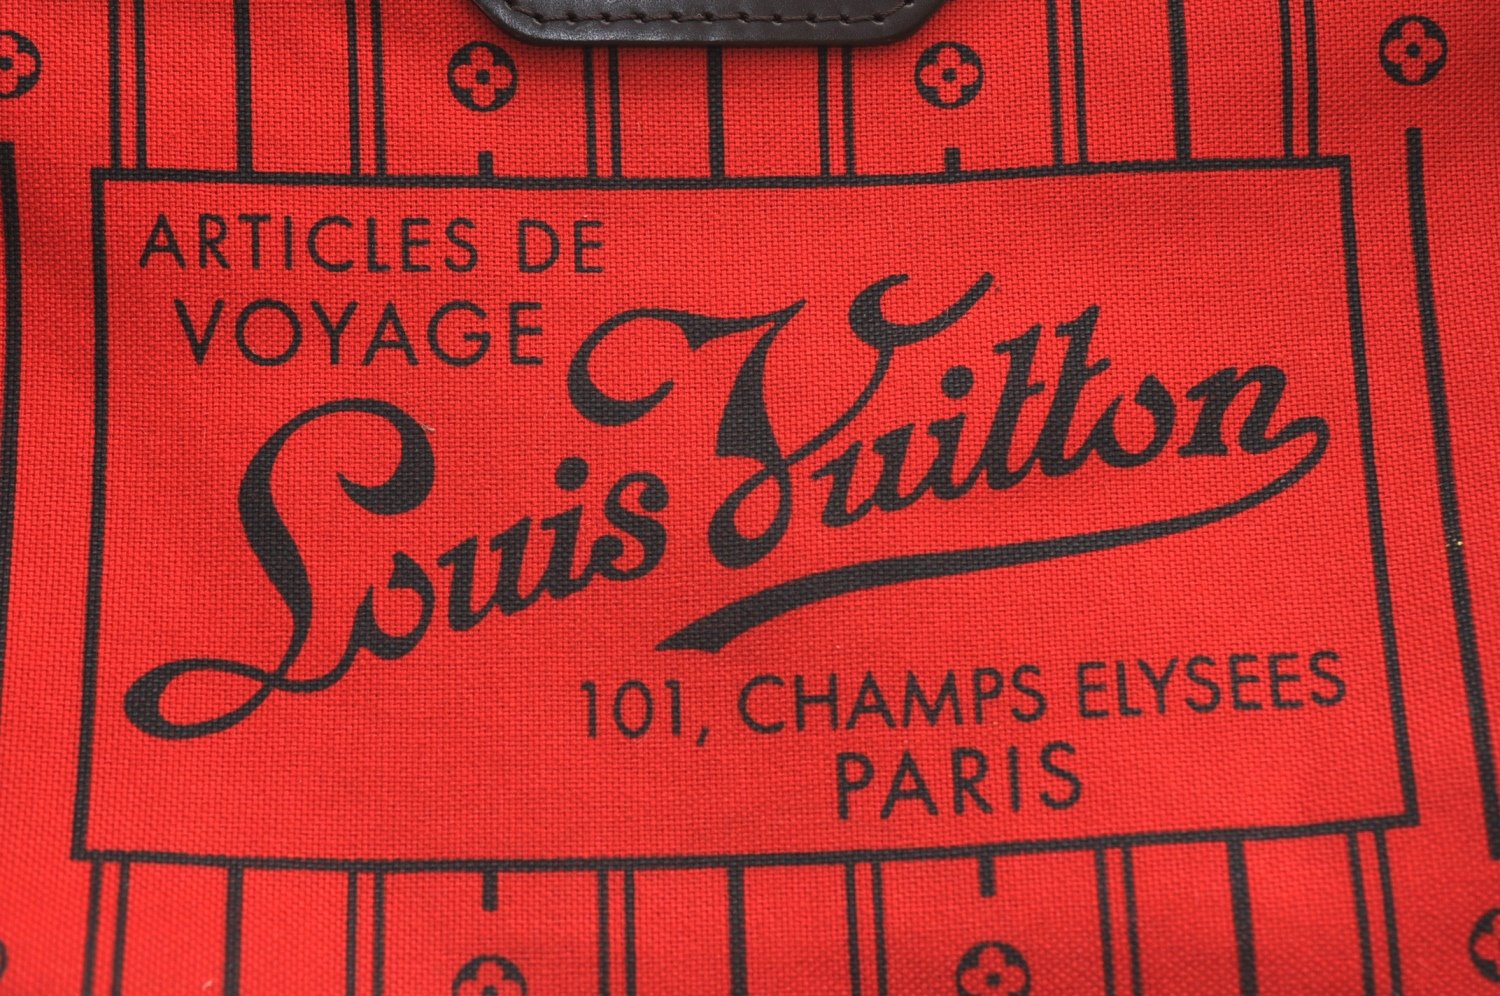 ARTICLES DE
VOYAGE
Louis Vuitton
101, CHAMPS ELYSEES
PARIS